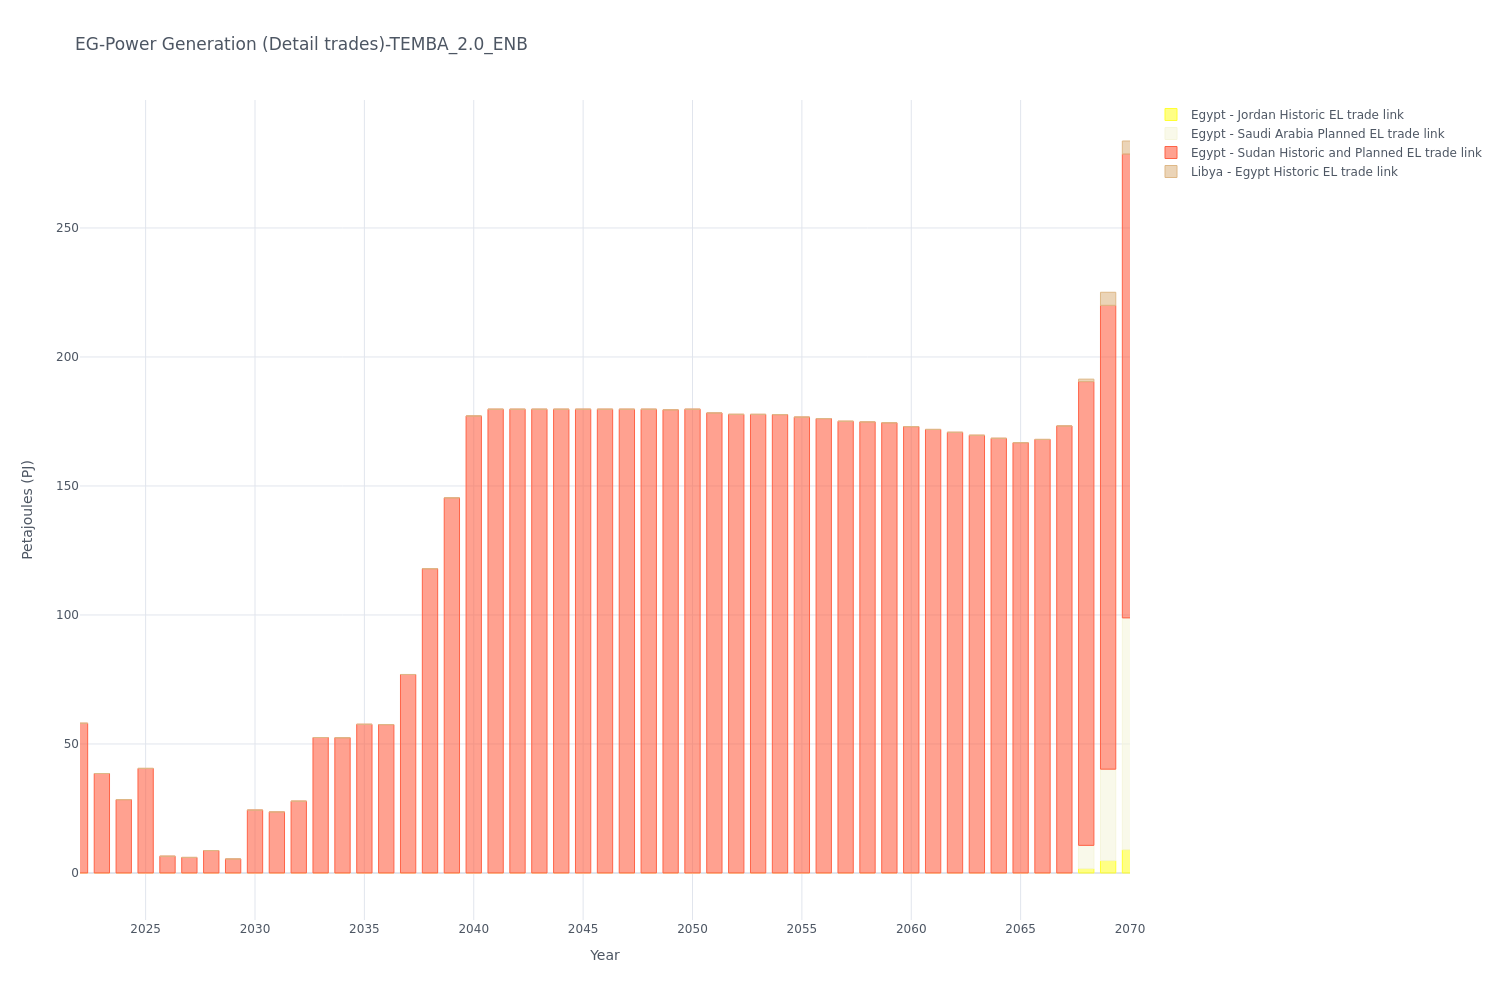 EG-Power Generation (Detail trades)-TEMBA_2.0_ENB
Egypt - Jordan Historic EL trade link
Egypt - Saudi Arabia Planned EL trade link
Egypt - Sudan Historic and Planned EL trade link
Libya - Egypt Historic EL trade link
250
200
150
100
50
0
Petajoules (PJ)
2025 2030 2035 2040 2045 2050 2055 2060 2065 2070
Year